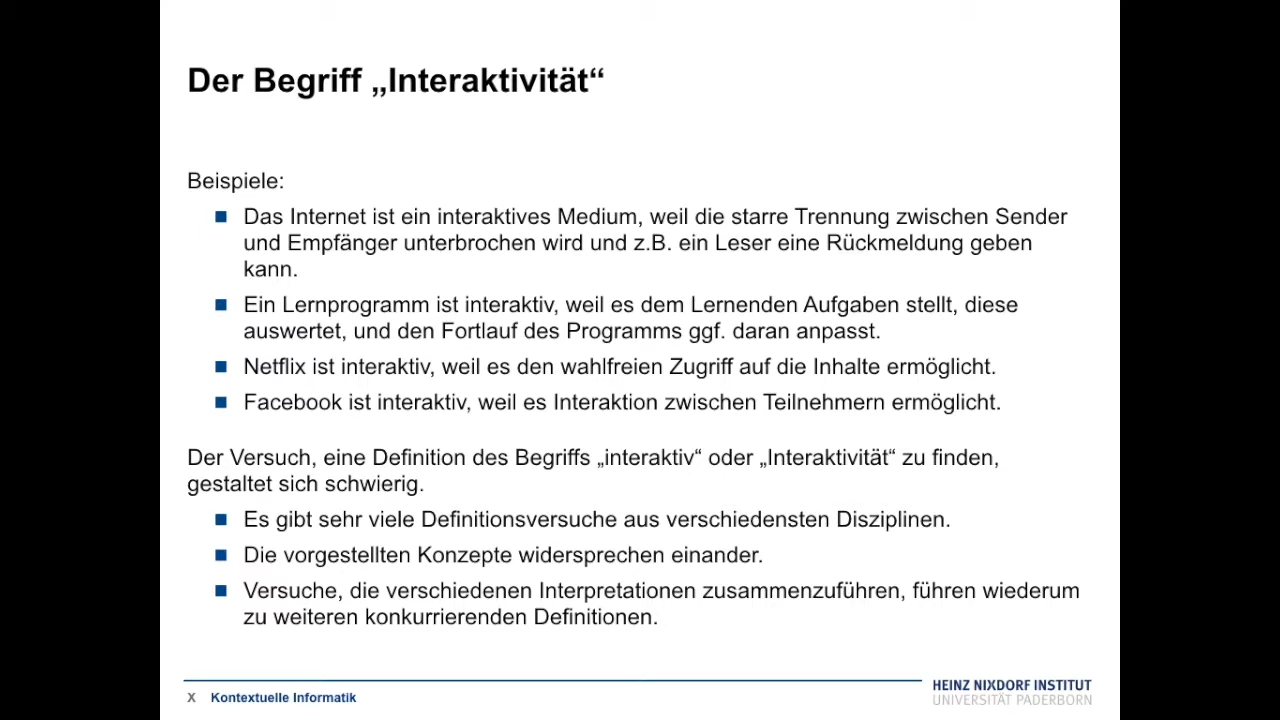 Der Begriff „Interaktivität“
Beispiele:
Das Internet ist ein interaktives Medium, weil die starre Trennung zwischen Sender
und Empfänger unterbrochen wird und z.B. ein Leser eine Rückmeldung geben
kann.
Ein Lernprogramm ist interaktiv, weil es dem Lernenden Aufgaben stellt, diese
auswertet, und den Fortlauf des Programms ggf. daran anpasst.
Netflix ist interaktiv, weil es den wahlfreien Zugriff auf die Inhalte ermöglicht.
Facebook ist interaktiv, weil es Interaktion zwischen Teilnehmern ermöglicht.
Der Versuch, eine Definition des Begriffs „interaktiv“ oder „Interaktivität“ zu finden,
gestaltet sich schwierig.
Es gibt sehr viele Definitionsversuche aus verschiedensten Disziplinen.
Die vorgestellten Konzepte widersprechen einander.
Versuche, die verschiedenen Interpretationen zusammenzuführen, führen wiederum
zu weiteren konkurrierenden Definitionen.
X Kontextuelle Informatik
HEINZ NIXDORF INSTITUT
UNIVERSITÄT PADERBORN